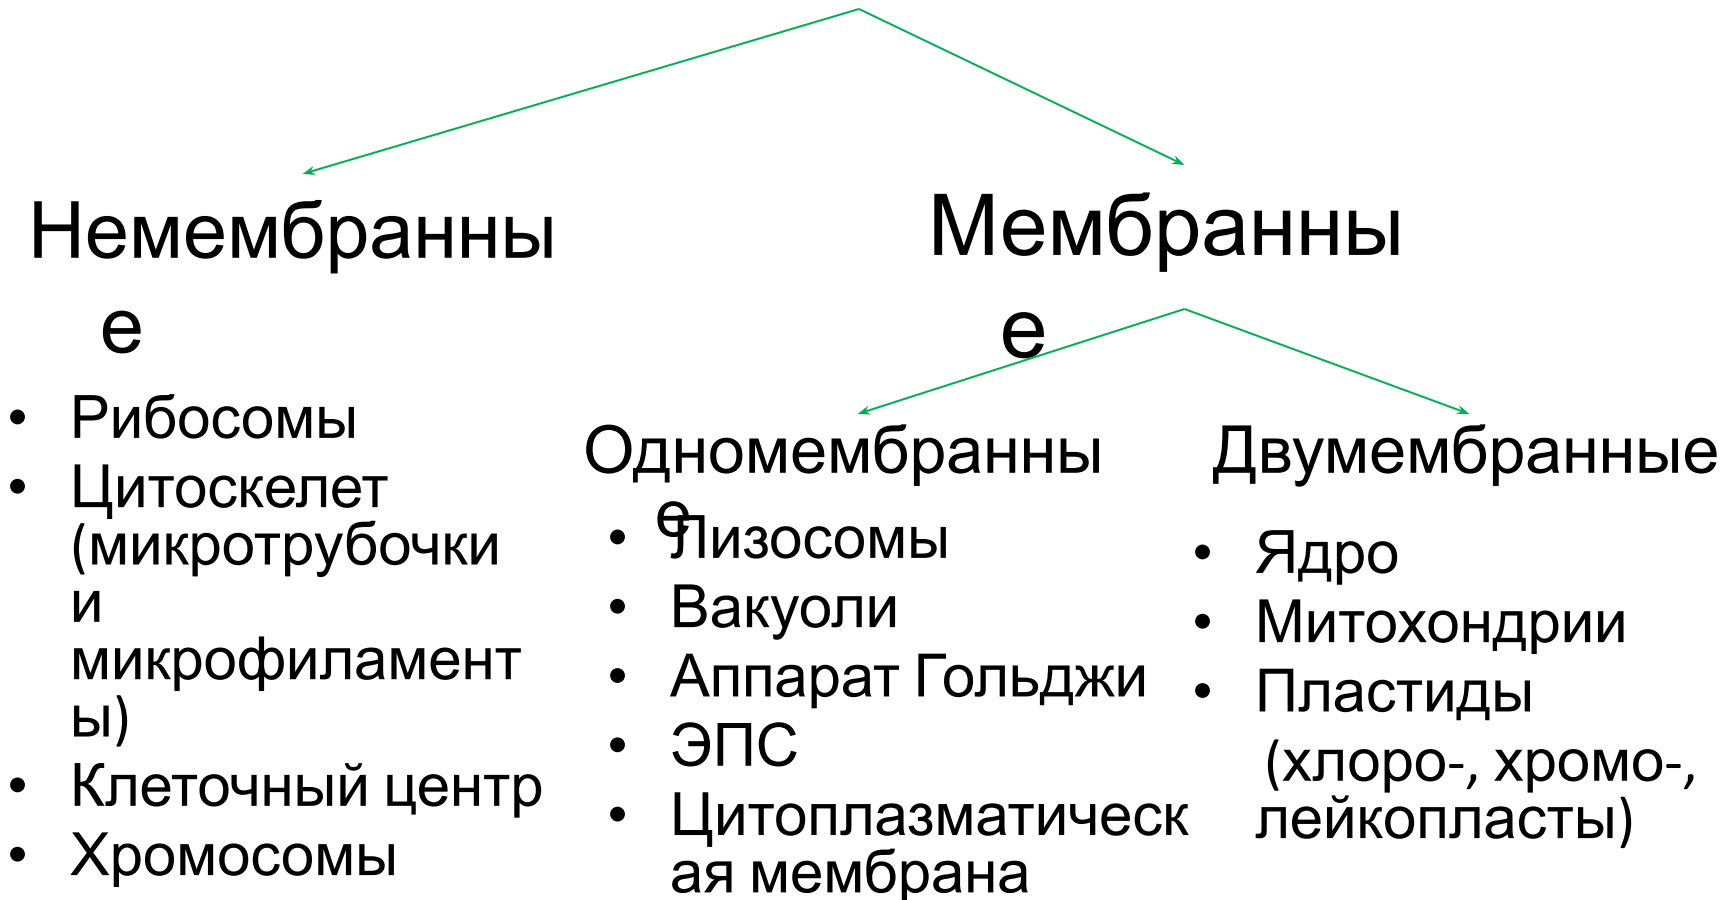 Немембранны
е
Мембранны
е
• Рибосомы
• Цитоскелет
(микротрубочки
и
микрофиламент
ы)
• Клеточный центр
• Хромосомы
Одномембранны
е
• Лизосомы
• Вакуоли
• Аппарат Гольджи
• ЭПС
• Цитоплазматическ
ая мембрана
Двумембранные
• Ядро
• Митохондрии
• Пластиды
(хлоро-, хромо-,
лейкопласты)